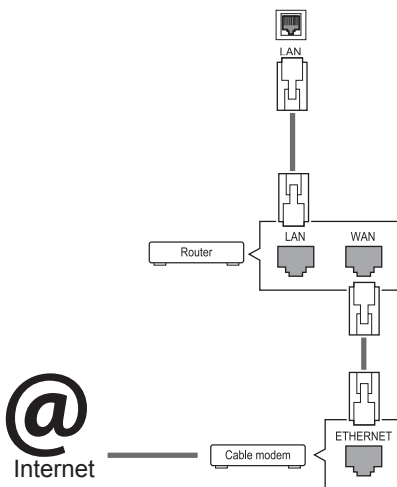 LAN
LAN WAN
Router
ETHERNET
@
Internet
Cable modem